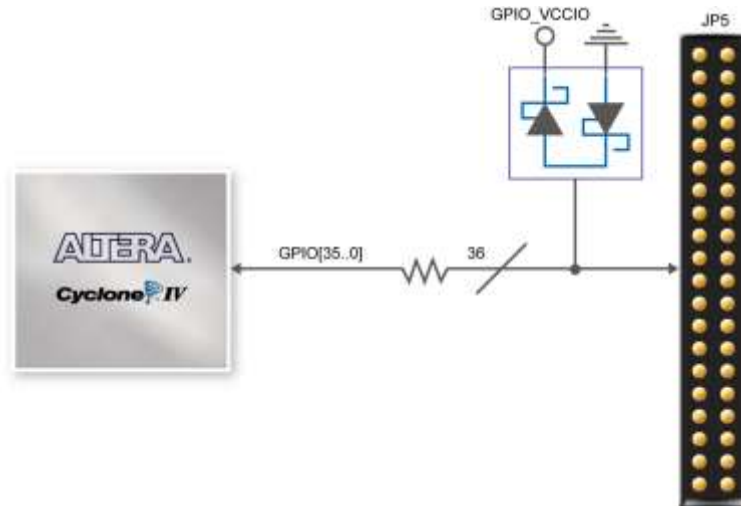 GPIO_VCCIO
JP5
ALTERA.
GPIO[35..0]
36
Cyclone IV